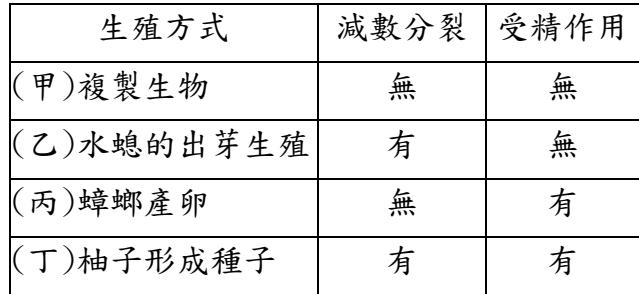 生殖方式 減數分裂 受精作用
(甲)複製生物 無 無
(乙)水螅的出芽生殖 有 無
(丙)蟑螂產卵 無 有
(丁)柚子形成種子 有 有